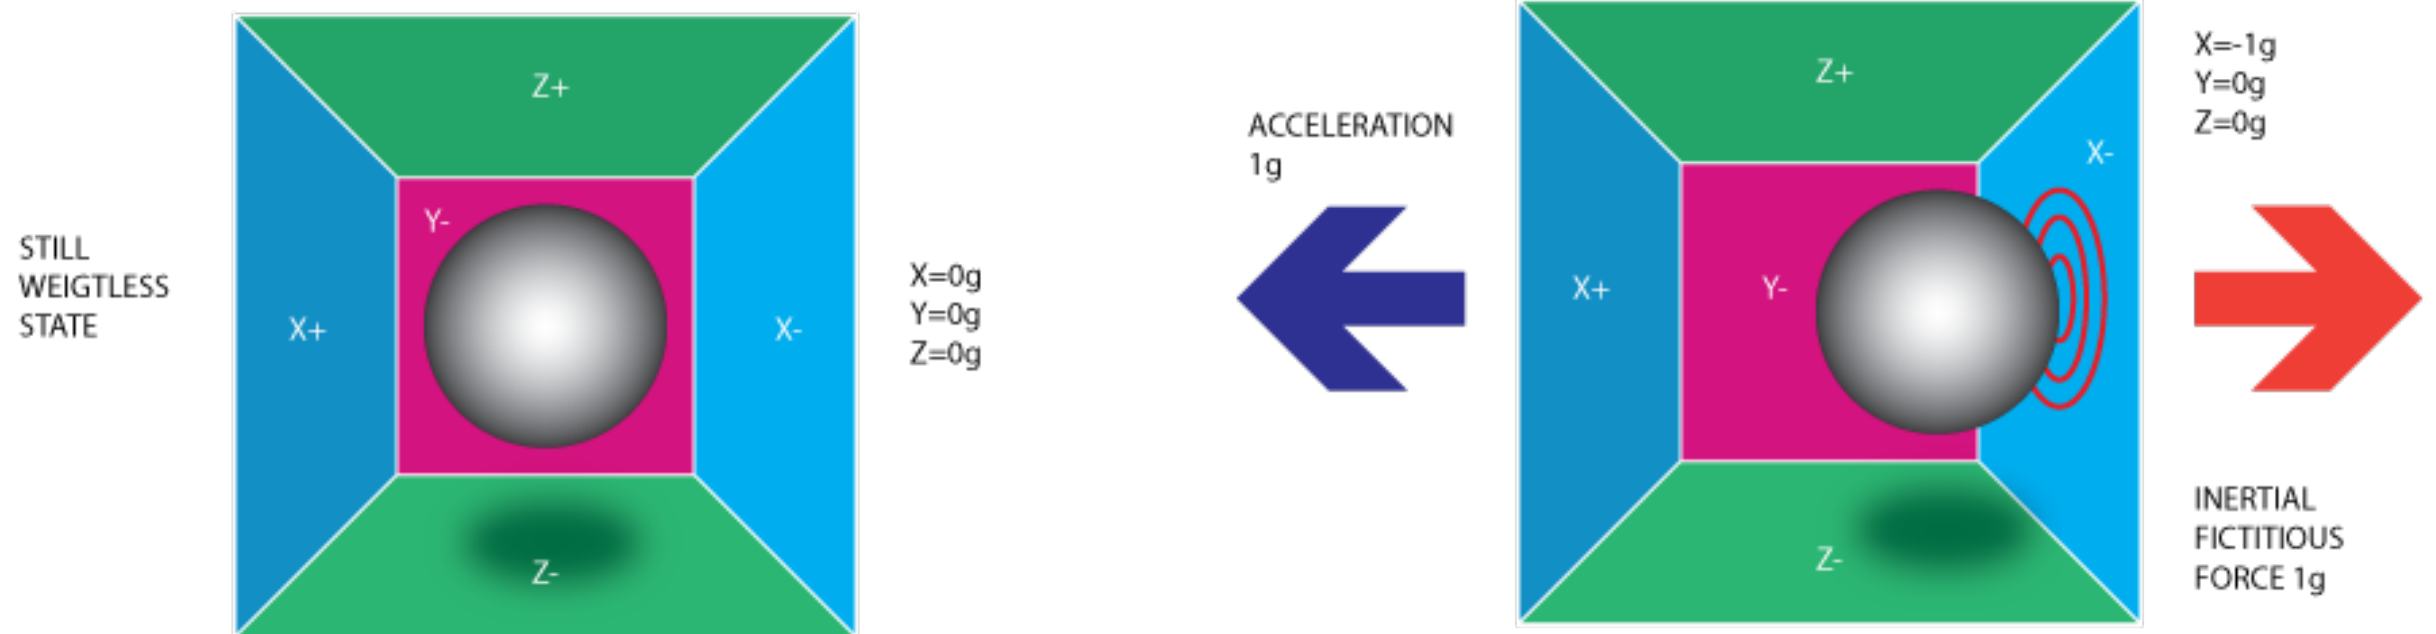 STILL
WEIGTLESS
STATE
Z+
Y-
X+
X-
Z-
X=0g
Y=0g
Z=0g
ACCELERATION
1g
Z+
X-
X+
Y-
Z-
X=-1g
Y=0g
Z=0g
INERTIAL
FICTITIOUS
FORCE 1g